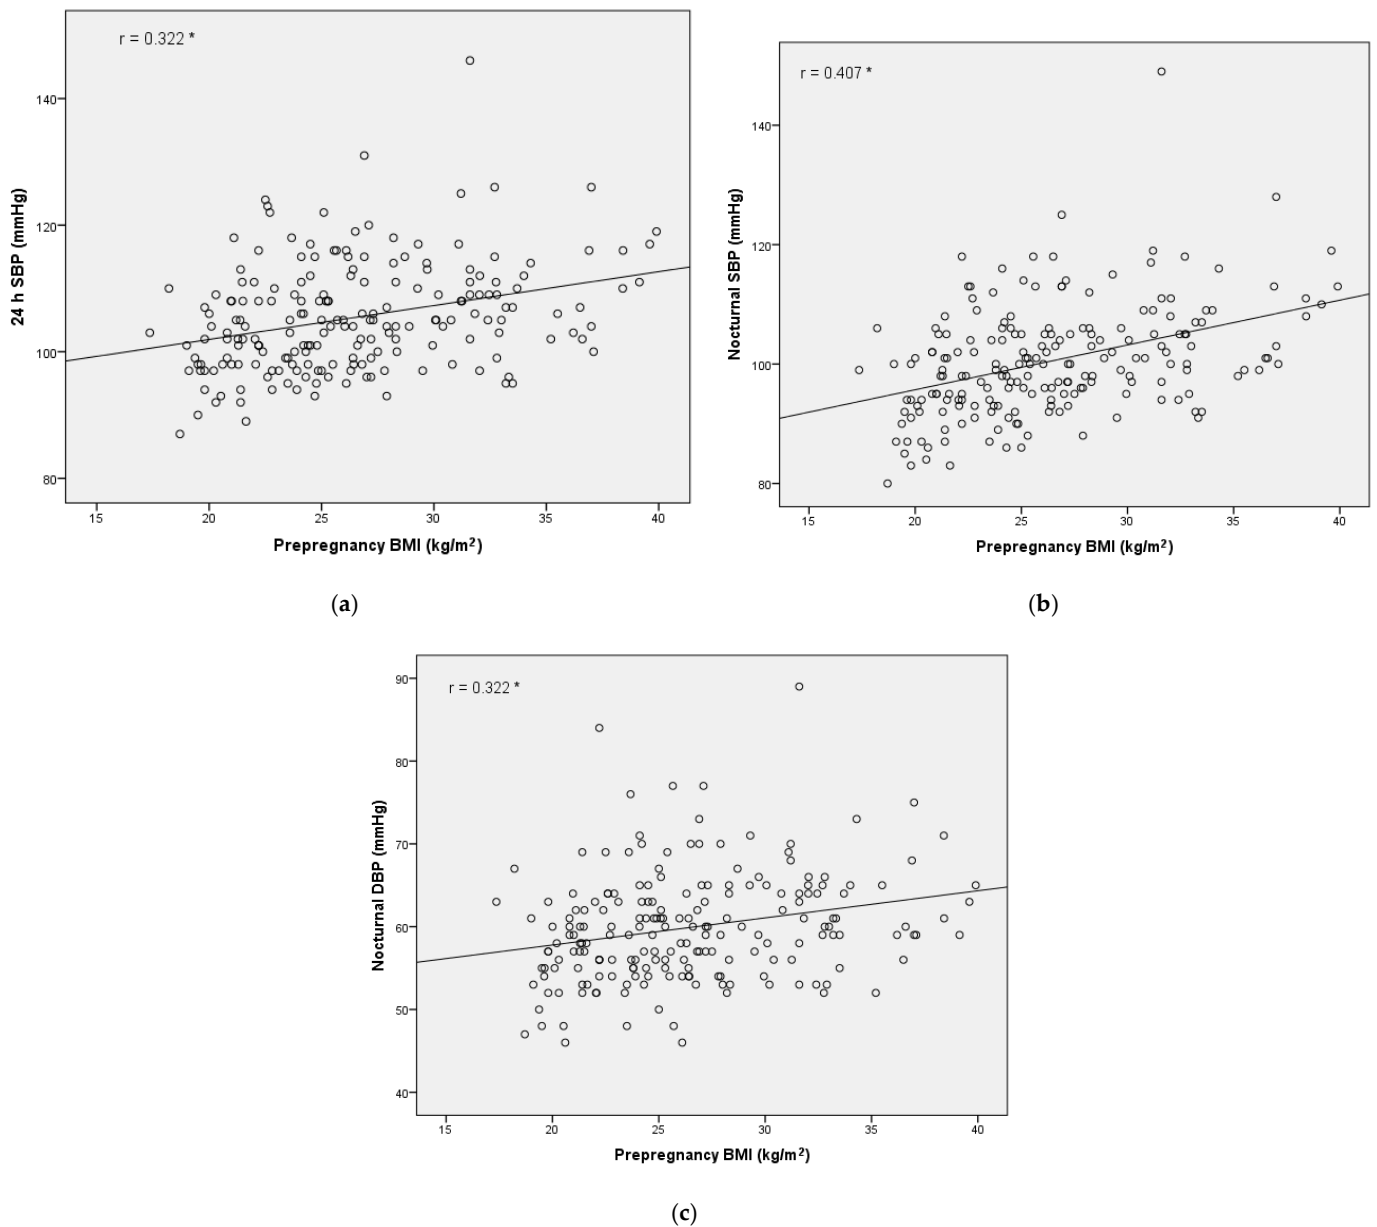 r = 0.322 *
24 h SBP (mmHg)
140
120
100
80
15 20 25 30 35 40
Prepregnancy BMI (kg/m²)
(a)
r = 0.407 *
Nocturnal SBP (mmHg)
140
120
100
80
15 20 25 30 35 40
Prepregnancy BMI (kg/m²)
(b)
r = 0.322 *
Nocturnal DBP (mmHg)
90
80
70
60
50
40
15 20 25 30 35 40
Prepregnancy BMI (kg/m²)
(c)